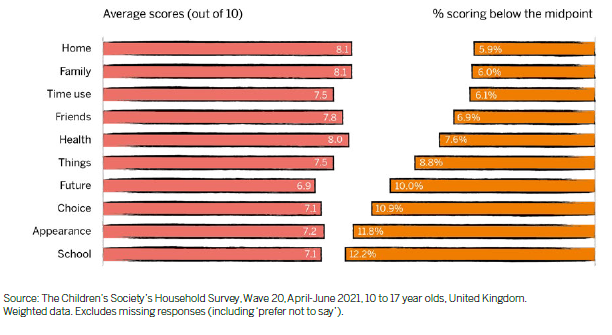 Average scores (out of 10) % scoring below the midpoint
Home 8.1 5.9%
Family 8.1 6.0%
Time use 7.5 6.1%
Friends 7.8 6.9%
Health 8.0 7.6%
Things 7.5 8.8%
Future 6.9 10.0%
Choice 7.1 10.9%
Appearance 7.2 11.8%
School 7.1 12.2%
Source: The Children's Society's Household Survey, Wave 20, April-June 2021, 10 to 17 year olds, United Kingdom.
Weighted data. Excludes missing responses (including 'prefer not to say').